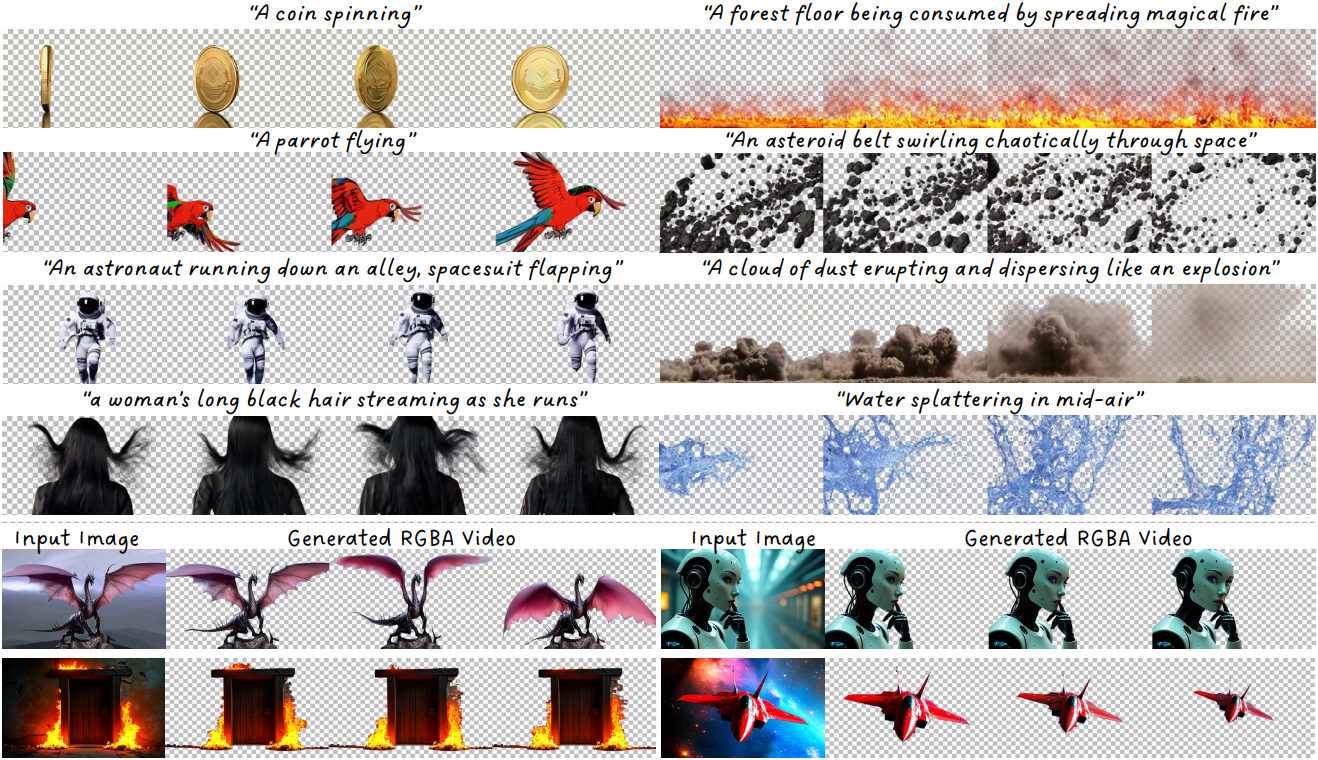 “A coin spinning”
“A forest floor being consumed by spreading magical fire”
“A parrot flying”
“An asteroid belt swirling chaotically through space”
“An astronaut running down an alley, spacesuit flapping”
“A cloud of dust erupting and dispersing like an explosion”
“a woman’s long black hair streaming as she runs”
“Water splattering in mid-air”
Input Image
Generated RGBA Video
Input Image
Generated RGBA Video